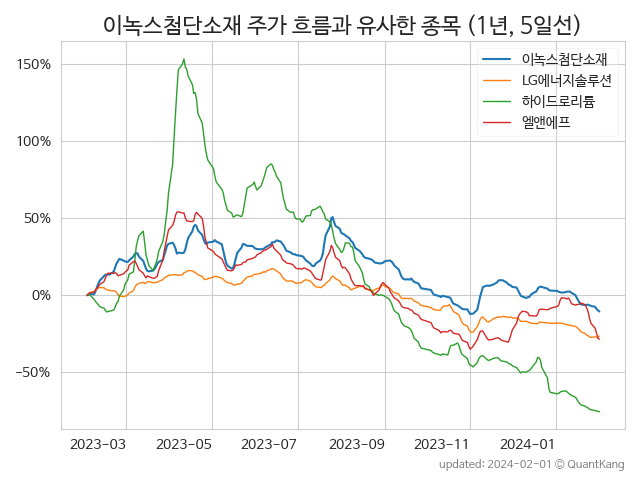 이녹스첨단소재 주가 흐름과 유사한 종목 (1년, 5일선)
이녹스첨단소재
LG에너지솔루션
하이드로리튬
엘앤에프
150%
100%
50%
0%
−50%
2023-03
2023-05
2023-07
2023-09
2023-11
2024-01
updated: 2024-02-01 © QuantKang